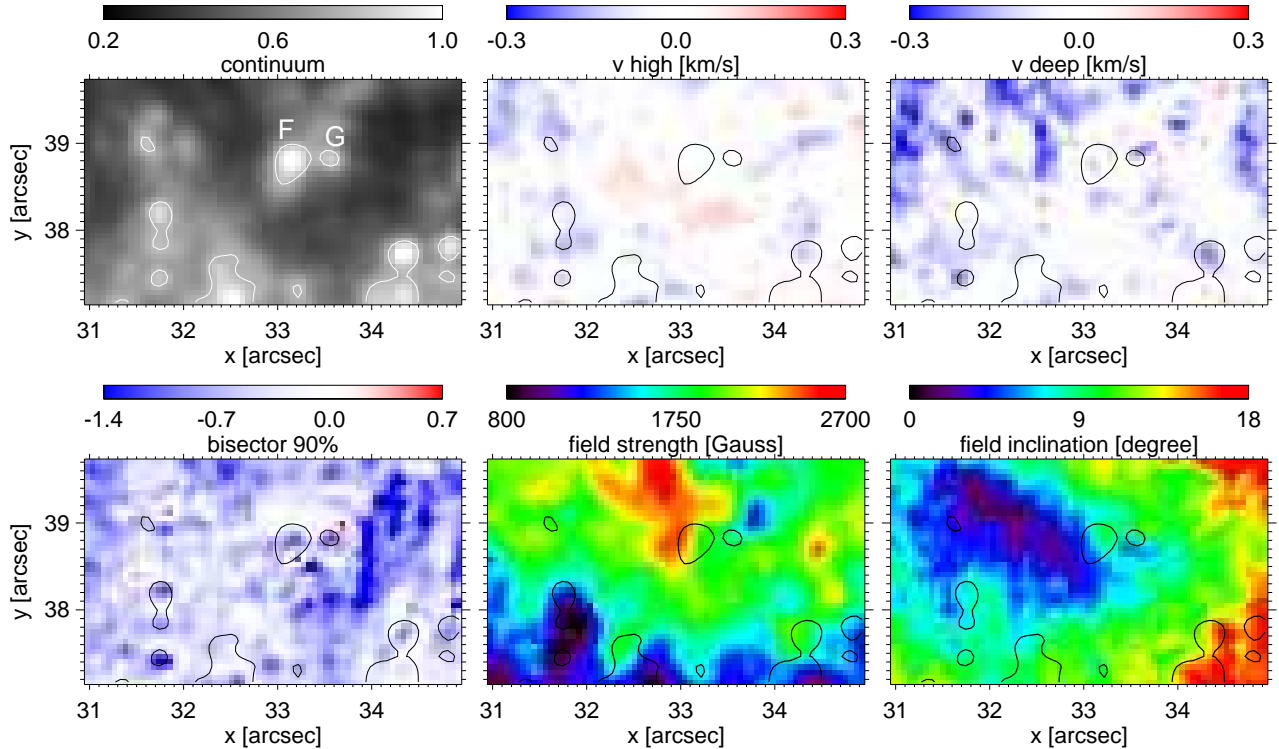 0.2 0.6 1.0
continuum
-0.3 0.0 0.3
v high [km/s]
-0.3 0.0 0.3
v deep [km/s]
F
G
39
38
y [arcsec]
31 32 33 34
x [arcsec]
31 32 33 34
x [arcsec]
31 32 33 34
x [arcsec]
-1.4 -0.7 0.0 0.7
bisector 90%
800 1750 2700
field strength [Gauss]
0 9 18
field inclination [degree]
39
38
y [arcsec]
31 32 33 34
x [arcsec]
31 32 33 34
x [arcsec]
31 32 33 34
x [arcsec]